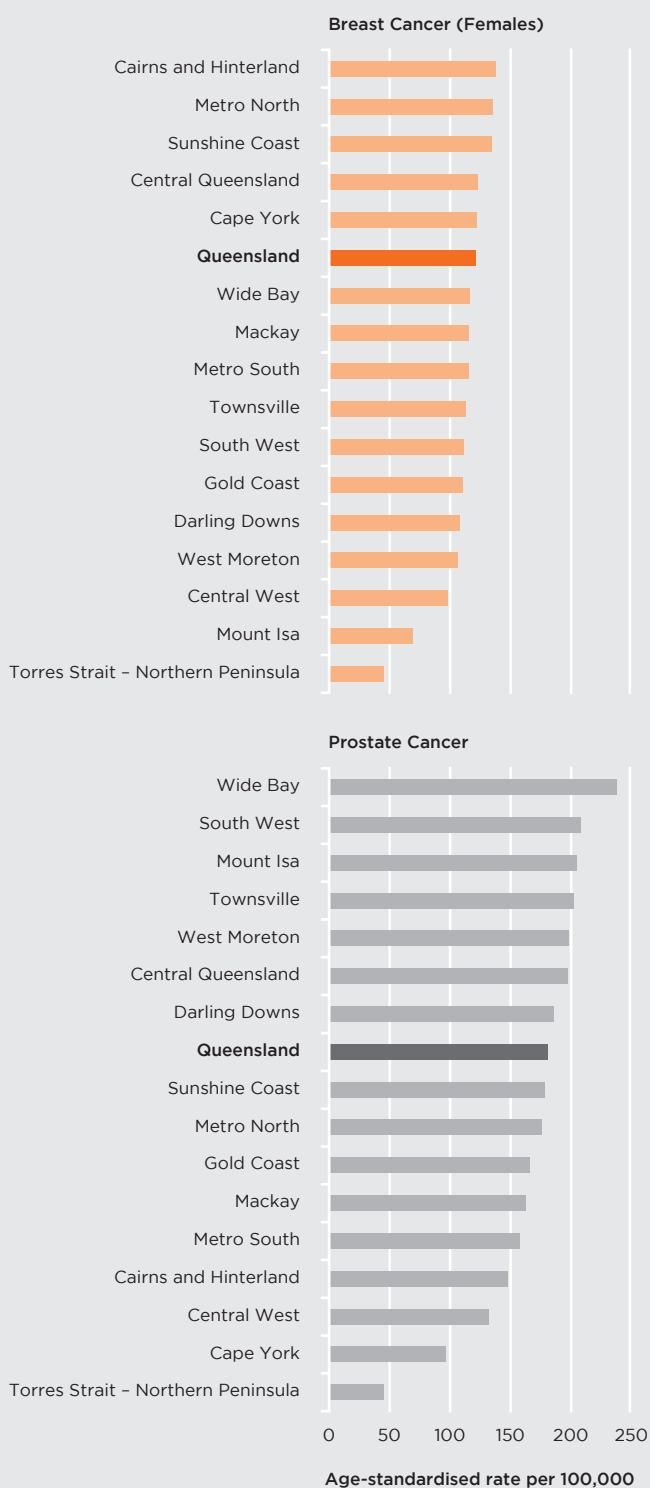 Breast Cancer (Females)
Cairns and Hinterland
Metro North
Sunshine Coast
Central Queensland
Cape York
Queensland
Wide Bay
Mackay
Metro South
Townsville
South West
Gold Coast
Darling Downs
West Moreton
Central West
Mount Isa
Torres Strait – Northern Peninsula
Prostate Cancer
Wide Bay
South West
Mount Isa
Townsville
West Moreton
Central Queensland
Darling Downs
Queensland
Sunshine Coast
Metro North
Gold Coast
Mackay
Metro South
Cairns and Hinterland
Central West
Cape York
Torres Strait – Northern Peninsula
0 50 100 150 200 250
Age-standardised rate per 100,000